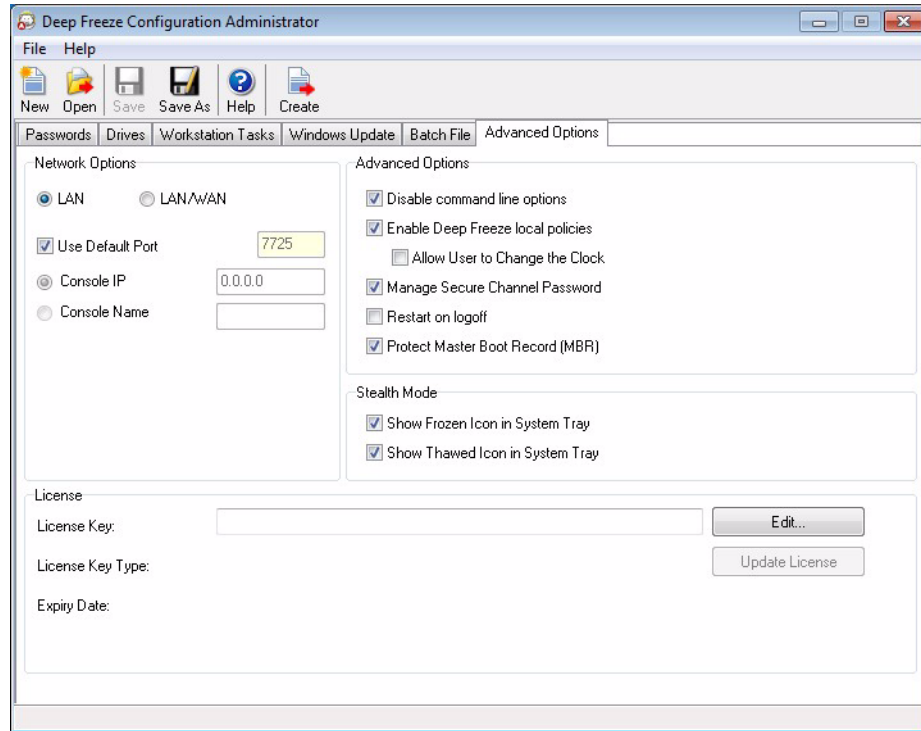 Deep Freeze Configuration Administrator
File Help
New Open Save Save As Help Create
Passwords Drives Workstation Tasks Windows Update Batch File Advanced Options
Network Options
LAN LAN/WAN
Use Default Port 7725
Console IP 0.0.0.0
Console Name
Advanced Options
Disable command line options
Enable Deep Freeze local policies
Allow User to Change the Clock
Manage Secure Channel Password
Restart on logoff
Protect Master Boot Record (MBR)
Stealth Mode
Show Frozen Icon in System Tray
Show Thawed Icon in System Tray
License
License Key: Edit...
License Key Type: Update License
Expiry Date: